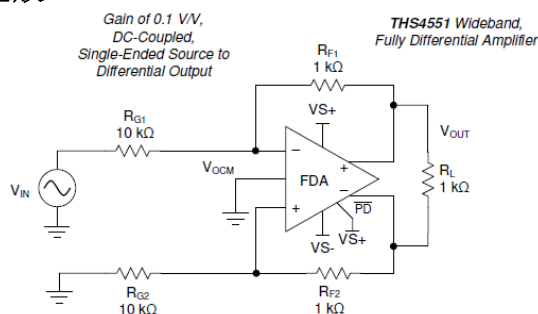 Gain of 0.1 V/V,
DC-Coupled,
Single-Ended Source to
Differential Output
THS4551 Wideband,
Fully Differential Amplifier
RF1
1 kΩ
VS+
RG1
10 kΩ
VOUT
VOCM
−
+
FDA
−
+
RL
1 kΩ
VIN
PD
VS-
VS+
RG2
10 kΩ
RF2
1 kΩ